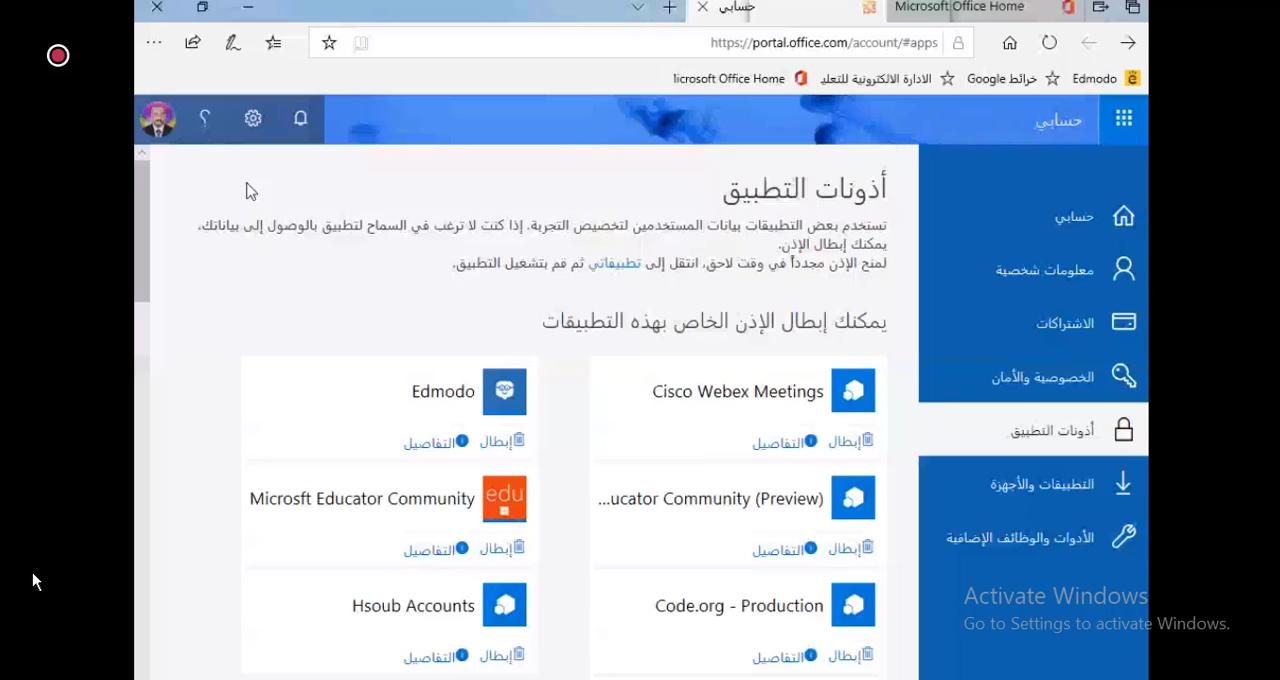 حسابي
Microsoft Office Home
https://portal.office.com/account/#apps
Edmodo
خرائط Google
الادارة الالكترونية للتعلي
licrosoft Office Home
حسابي
حسابي
معلومات شخصية
الاشتراكات
الخصوصية والأمان
أذونات التطبيق
التطبيقات والأجهزة
الأدوات والوظائف الإضافية
أذونات التطبيق
تستخدم بعض التطبيقات بيانات المستخدمين لتخصيص التجربة. إذا كنت لا ترغب في السماح لتطبيق بالوصول إلى بياناتك،
يمكنك إبطال الإذن.
لمنح الإذن مجدداً في وقت لاحق، انتقل إلى تطبيقاتي ثم قم بتشغيل التطبيق.
يمكنك إبطال الإذن الخاص بهذه التطبيقات
Cisco Webex Meetings
إبطال التفاصيل
Edmodo
إبطال التفاصيل
...ucator Community (Preview)
إبطال التفاصيل
edu
Microsft Educator Community
إبطال التفاصيل
Code.org - Production
إبطال التفاصيل
Hsoub Accounts
إبطال التفاصيل
Activate Windows
Go to Settings to activate Windows.